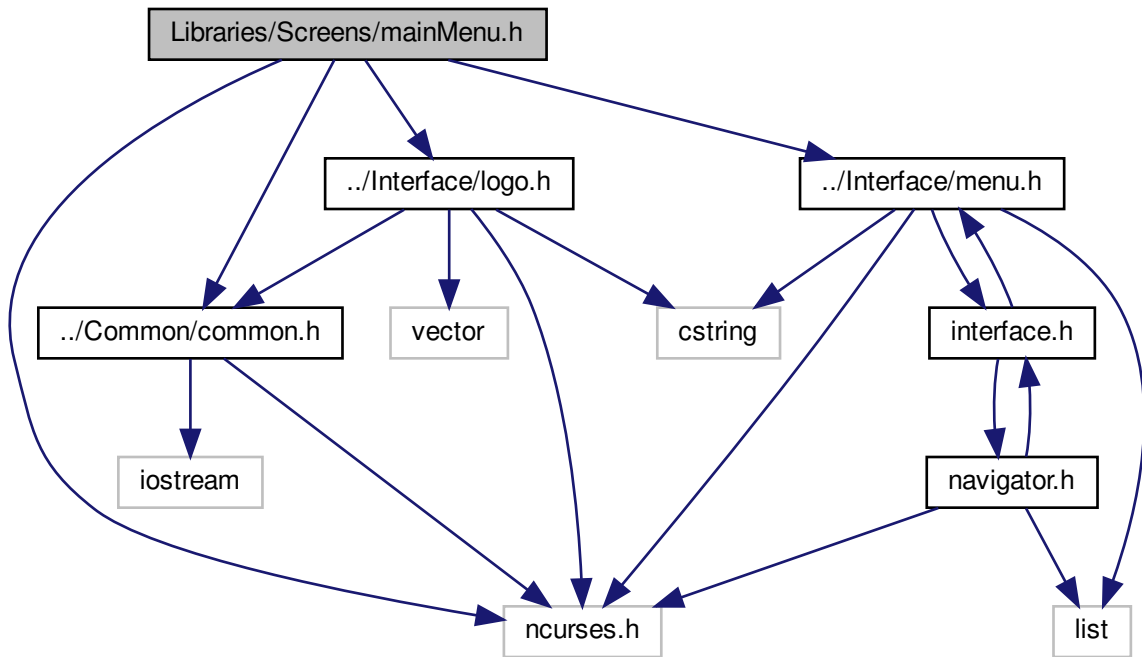 Libraries/Screens/mainMenu.h
../Interface/logo.h
../Interface/menu.h
../Common/common.h
vector
cstring
interface.h
iostream
navigator.h
ncurses.h
list